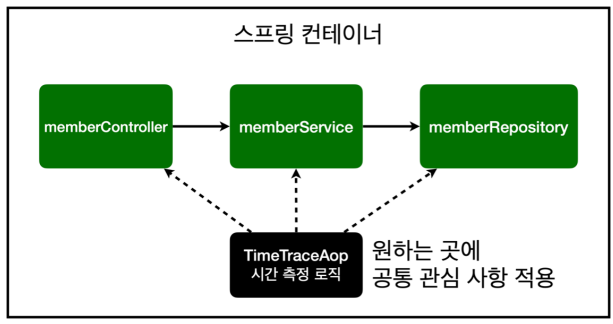 스프링 컨테이너
memberController
memberService
memberRepository
TimeTraceAop
시간 측정 로직
원하는 곳에
공통 관심 사항 적용